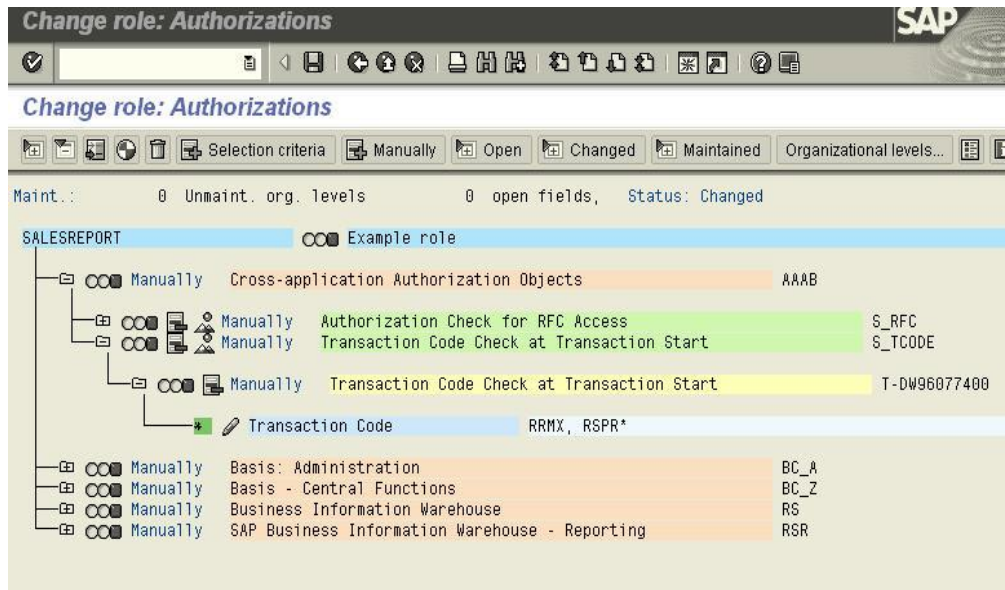 Change role: Authorizations
SAP
Change role: Authorizations
Selection criteria Manually Open Changed Maintained Organizational levels...
Maint.: 0 Unmaint. org. levels 0 open fields, Status: Changed
SALESREPORT Example role
Manually Cross-application Authorization Objects AAAB
Manually Authorization Check for RFC Access S_RFC
Manually Transaction Code Check at Transaction Start S_TCODE
Manually Transaction Code Check at Transaction Start T-DW96077400
* Transaction Code RRMX, RSPR*
Manually Basis: Administration BC_A
Manually Basis - Central Functions BC_Z
Manually Business Information Warehouse RS
Manually SAP Business Information Warehouse - Reporting RSR